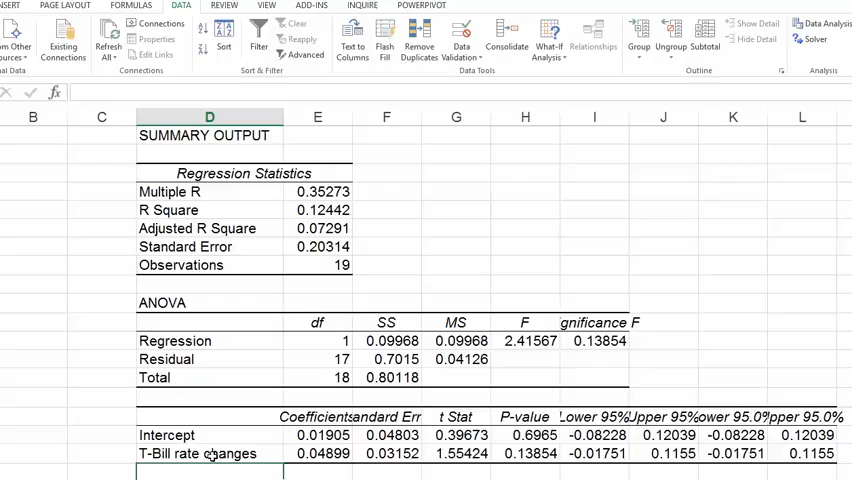 NSERT PAGE LAYOUT FORMULAS DATA REVIEW VIEW ADD-INS INQUIRE POWERPIVOT
Connections Clear Show Detail Data Analysis
Properties Reapply Hide Detail Solver
Edit Links Advanced
om Other Existing Refresh Sort Filter Text to Flash Remove Data Consolidate What-If Relationships Group Ungroup Subtotal
ources Connections All Columns Fill Duplicates Validation Analysis
al Data Connections Sort & Filter Data Tools Outline Analysis
fx
B C D E F G H I J K L
SUMMARY OUTPUT
Regression Statistics
Multiple R 0.35273
R Square 0.12442
Adjusted R Square 0.07291
Standard Error 0.20314
Observations 19
ANOVA
df SS MS F gnificance F
Regression 1 0.09968 0.09968 2.41567 0.13854
Residual 17 0.7015 0.04126
Total 18 0.80118
Coefficients andard Err t Stat P-value Lower 95% Upper 95% ower 95.0% pper 95.0%
Intercept 0.01905 0.04803 0.39673 0.6965 -0.08228 0.12039 -0.08228 0.12039
T-Bill rate changes 0.04899 0.03152 1.55424 0.13854 -0.01751 0.1155 -0.01751 0.1155